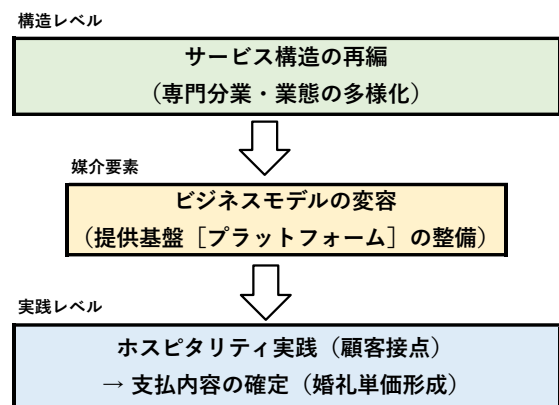 構造レベル
サービス構造の再編
（専門分業・業態の多様化）
媒介要素
ビジネスモデルの変容
（提供基盤［プラットフォーム］の整備）
実践レベル
ホスピタリティ実践（顧客接点）
→ 支払内容の確定（婚礼単価形成）